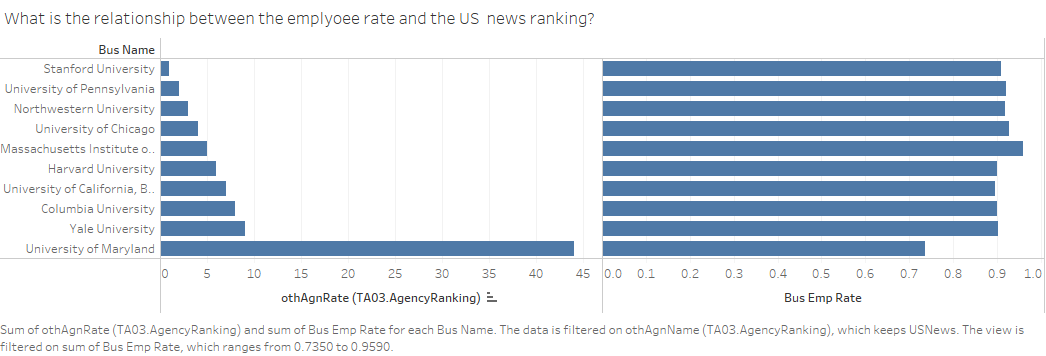 What is the relationship between the emplyoee rate and the US news ranking?
Bus Name
Stanford University
University of Pennsylvania
Northwestern University
University of Chicago
Massachusetts Institute o..
Harvard University
University of California, B..
Columbia University
Yale University
University of Maryland
0 5 10 15 20 25 30 35 40 45 0.0 0.1 0.2 0.3 0.4 0.5 0.6 0.7 0.8 0.9 1.0
othAgnRate (TA03.AgencyRanking) Bus Emp Rate
Sum of othAgnRate (TA03.AgencyRanking) and sum of Bus Emp Rate for each Bus Name. The data is filtered on othAgnName (TA03.AgencyRanking), which keeps USNews. The view is
filtered on sum of Bus Emp Rate, which ranges from 0.7350 to 0.9590.